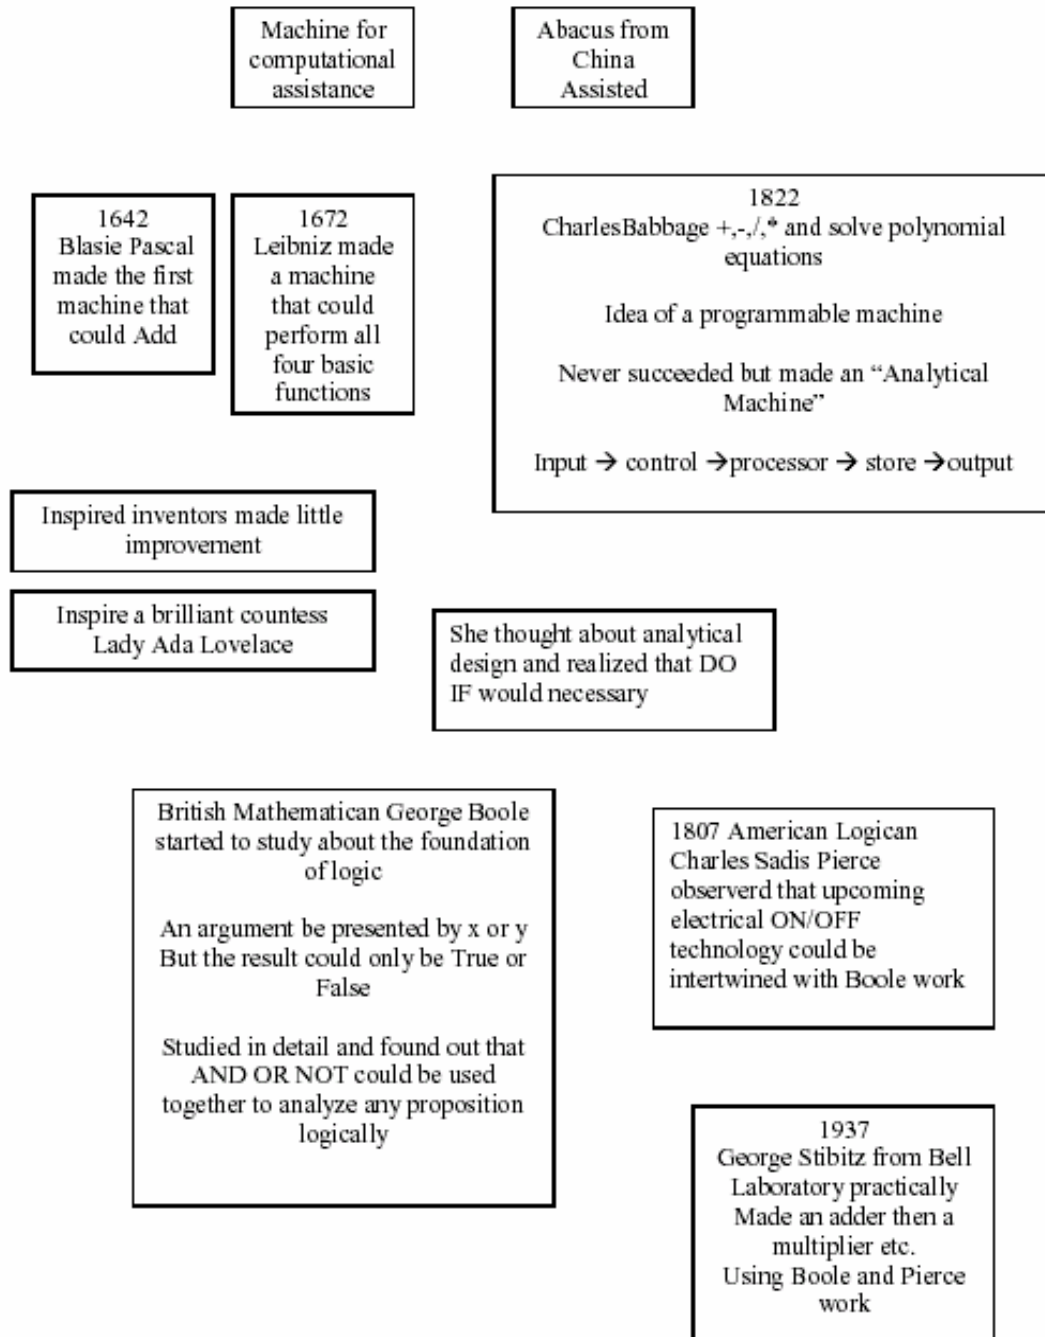 Machine for
computational
assistance
Abacus from
China
Assisted
1642
Blasie Pascal
made the first
machine that
could Add
1672
Leibniz made
a machine
that could
perform all
four basic
functions
1822
CharlesBabbage +,-,/,* and solve polynomial
equations
Idea of a programmable machine
Never succeeded but made an “Analytical
Machine”
Input → control →processor → store →output
Inspired inventors made little
improvement
Inspire a brilliant countess
Lady Ada Lovelace
She thought about analytical
design and realized that DO
IF would necessary
British Mathematican George Boole
started to study about the foundation
of logic
An argument be presented by x or y
But the result could only be True or
False
Studied in detail and found out that
AND OR NOT could be used
together to analyze any proposition
logically
1807 American Logican
Charles Sadis Pierce
observerd that upcoming
electrical ON/OFF
technology could be
intertwined with Boole work
1937
George Stibitz from Bell
Laboratory practically
Made an adder then a
multiplier etc.
Using Boole and Pierce
work